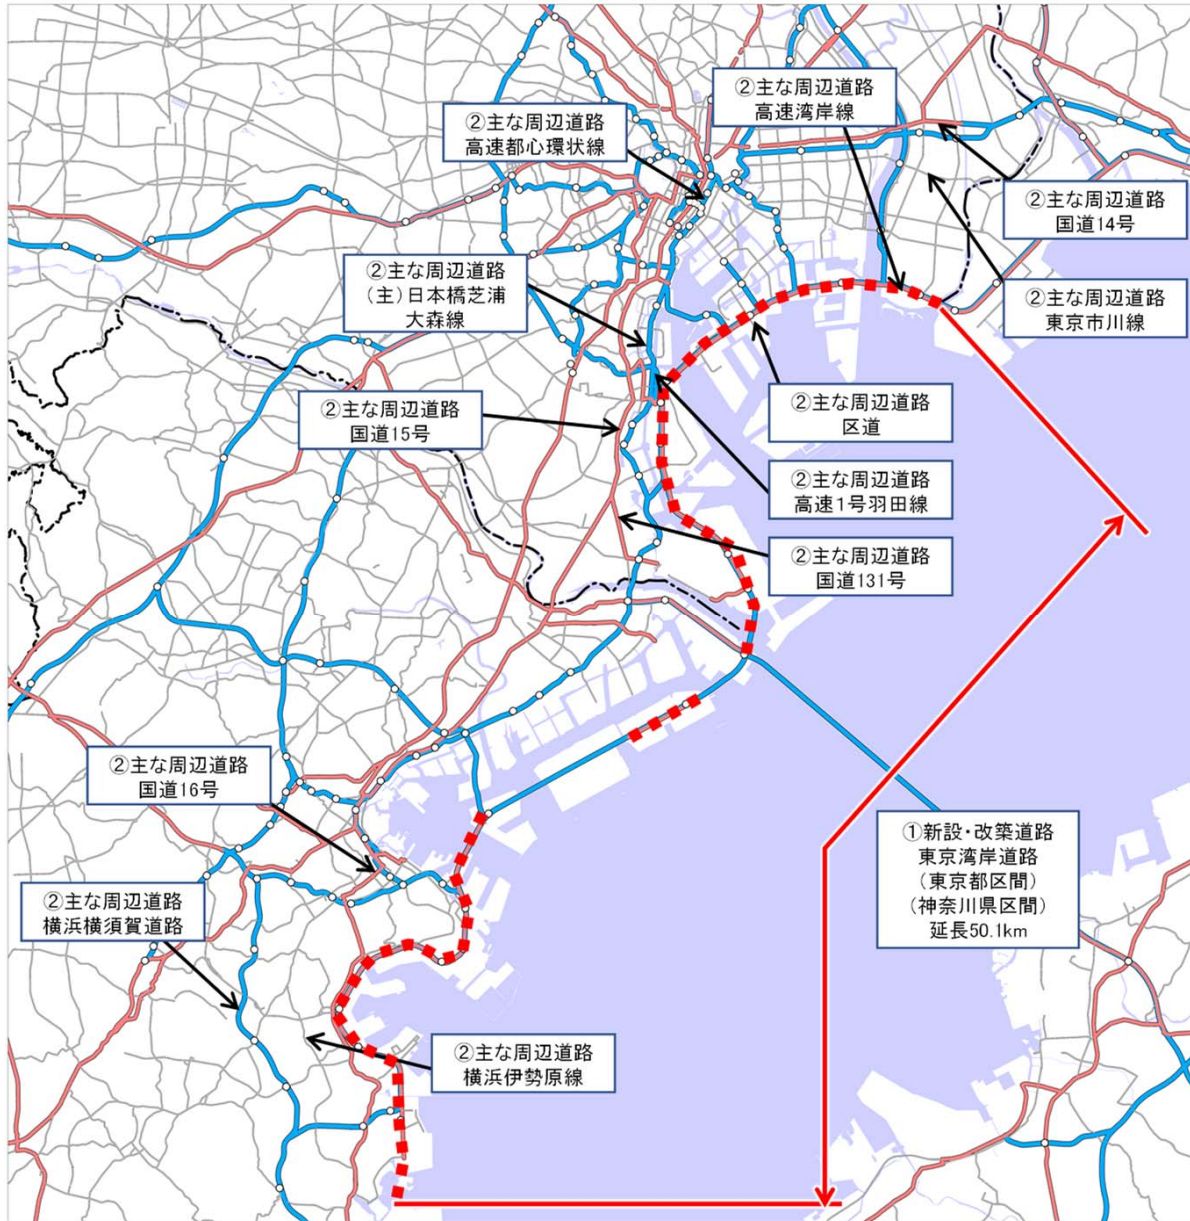 ②主な周辺道路
高速湾岸線
②主な周辺道路
高速都心環状線
②主な周辺道路
国道14号
②主な周辺道路
(主)日本橋芝浦
大森線
②主な周辺道路
東京市川線
②主な周辺道路
国道15号
②主な周辺道路
区道
②主な周辺道路
高速1号羽田線
②主な周辺道路
国道131号
②主な周辺道路
国道16号
①新設・改築道路
東京湾岸道路
(東京都区間)
(神奈川県区間)
延長50.1km
②主な周辺道路
横浜横須賀道路
②主な周辺道路
横浜伊勢原線